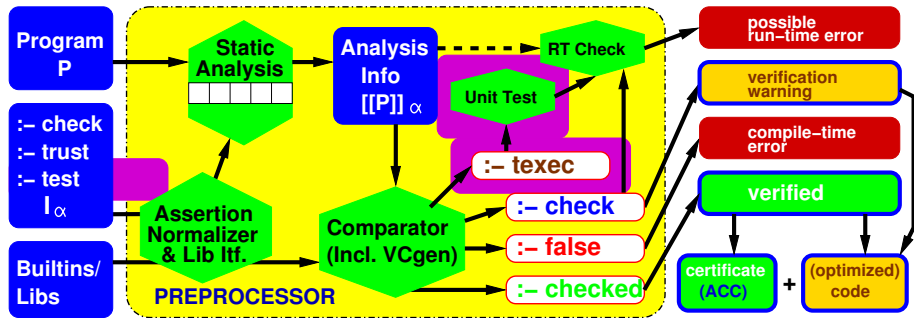 Program
P
:– check
:– trust
:– test
I α
Builtins/
Libs
Static
Analysis
Assertion
Normalizer
& Lib Itf.
PREPROCESSOR
Analysis
Info
[[P]] α
Comparator
(Incl. VCgen)
RT Check
Unit Test
:– texec
:– check
:– false
:– checked
possible
run–time error
verification
warning
compile–time
error
verified
certificate
(ACC)
+
(optimized)
code